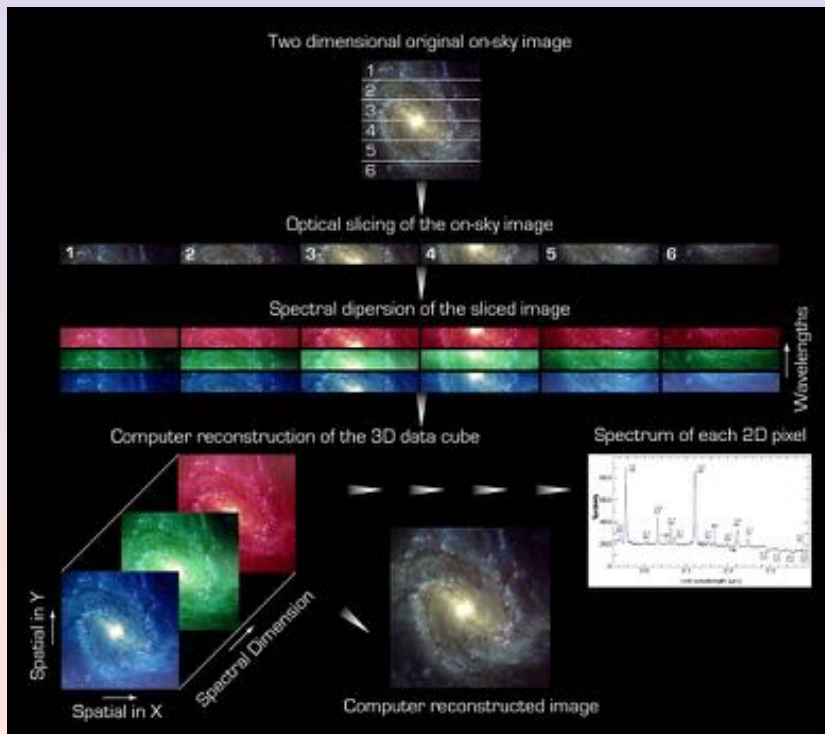 Two dimensional original on-sky image
1
2
3
4
5
6
Optical slicing of the on-sky image
1 2 3 4 5 6
Spectral dipersion of the sliced image
Wavelengths
Computer reconstruction of the 3D data cube
Spectrum of each 2D pixel
Spatial in Y
Spatial in X
Spectral Dimension
Computer reconstructed image